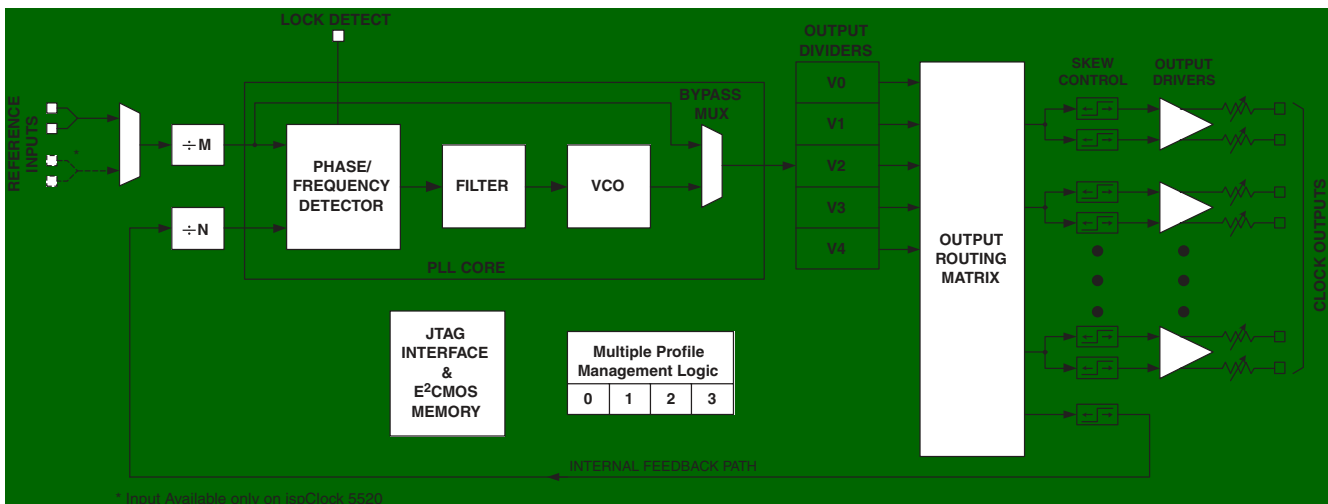 LOCK DETECT
REFERENCE
INPUTS
*
÷M
÷N
PHASE/
FREQUENCY
DETECTOR
FILTER
VCO
BYPASS
MUX
PLL CORE
OUTPUT
DIVIDERS
V0
V1
V2
V3
V4
OUTPUT
ROUTING
MATRIX
SKEW
CONTROL
OUTPUT
DRIVERS
CLOCK OUTPUTS
JTAG
INTERFACE
&
E²CMOS
MEMORY
Multiple Profile
Management Logic
0 1 2 3
INTERNAL FEEDBACK PATH
* Input Available only on ispClock 5520